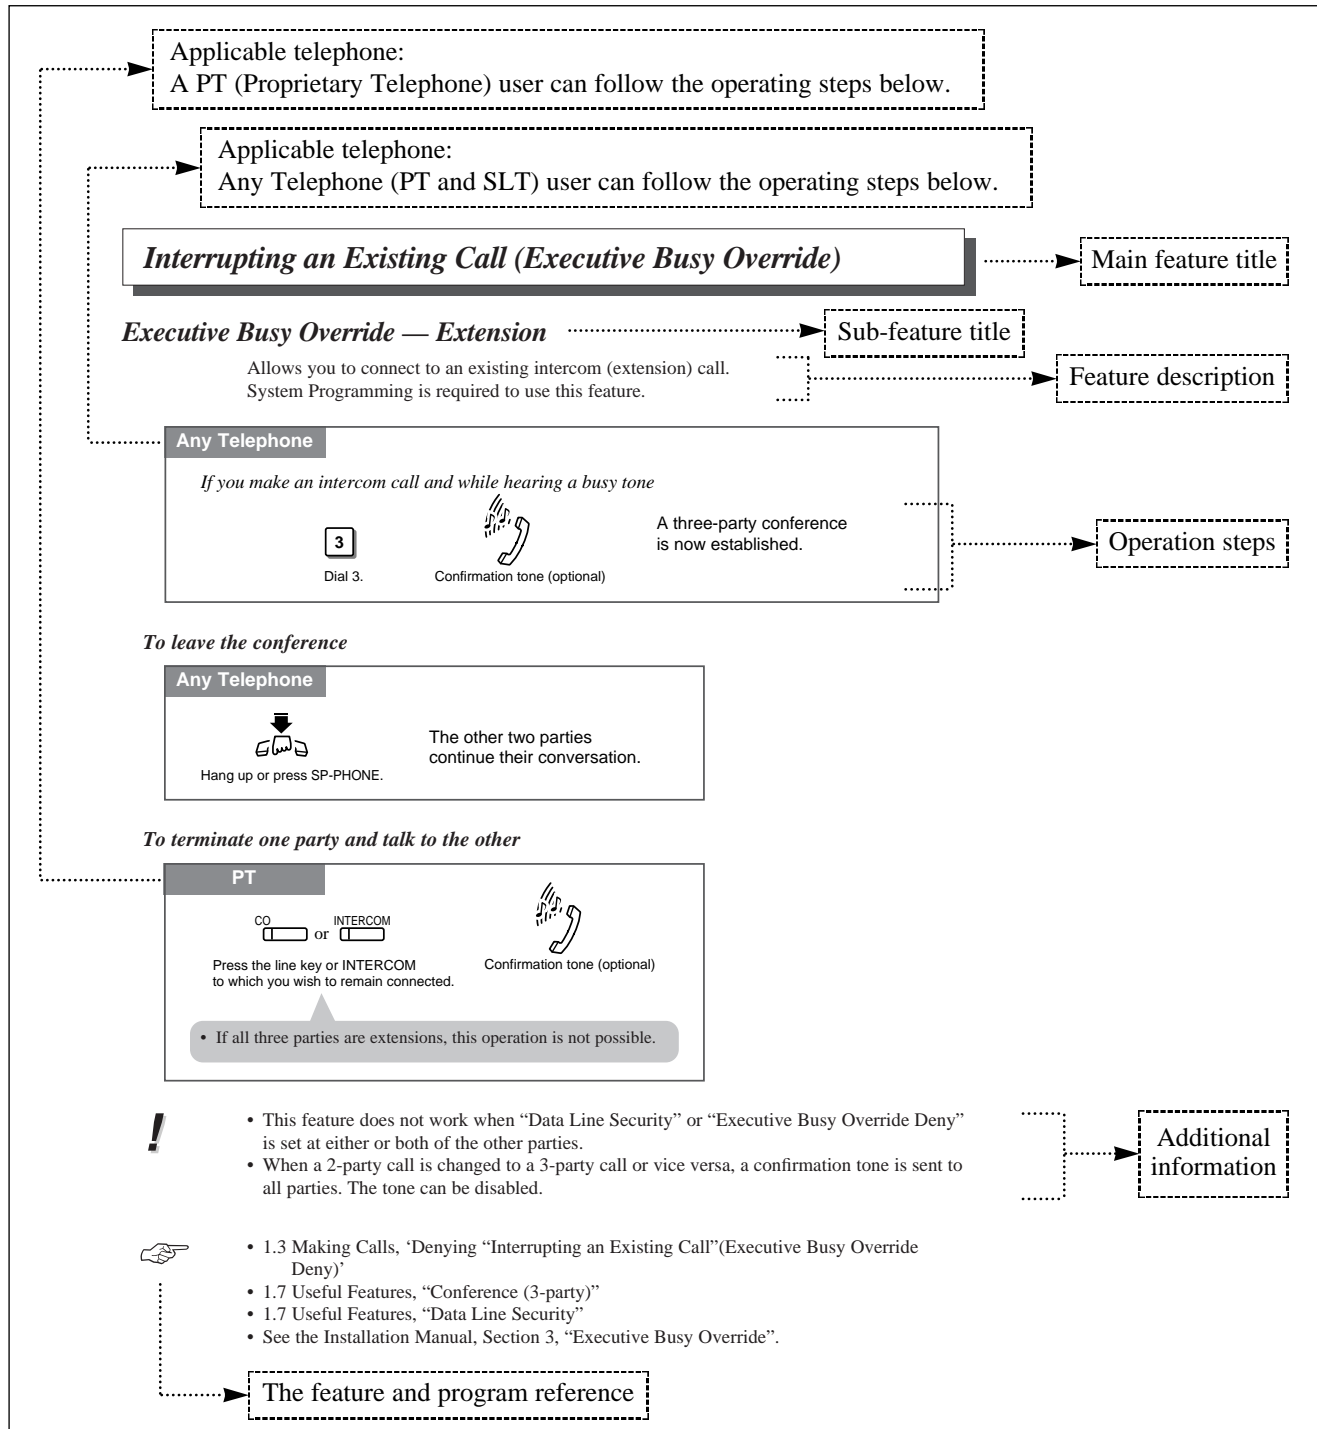 Applicable telephone:
A PT (Proprietary Telephone) user can follow the operating steps below.
Applicable telephone:
Any Telephone (PT and SLT) user can follow the operating steps below.
Interrupting an Existing Call (Executive Busy Override)
Main feature title
Executive Busy Override — Extension
Sub-feature title
Allows you to connect to an existing intercom (extension) call.
System Programming is required to use this feature.
Feature description
Any Telephone
If you make an intercom call and while hearing a busy tone
3
Dial 3.
Confirmation tone (optional)
A three-party conference
is now established.
Operation steps
To leave the conference
Any Telephone
Hang up or press SP-PHONE.
The other two parties
continue their conversation.
To terminate one party and talk to the other
PT
CO
or
INTERCOM
Press the line key or INTERCOM
to which you wish to remain connected.
Confirmation tone (optional)
• If all three parties are extensions, this operation is not possible.
!
• This feature does not work when “Data Line Security” or “Executive Busy Override Deny”
is set at either or both of the other parties.
• When a 2-party call is changed to a 3-party call or vice versa, a confirmation tone is sent to
all parties. The tone can be disabled.
Additional
information
• 1.3 Making Calls, ‘Denying “Interrupting an Existing Call”(Executive Busy Override
Deny)’
• 1.7 Useful Features, “Conference (3-party)”
• 1.7 Useful Features, “Data Line Security”
• See the Installation Manual, Section 3, “Executive Busy Override”.
The feature and program reference